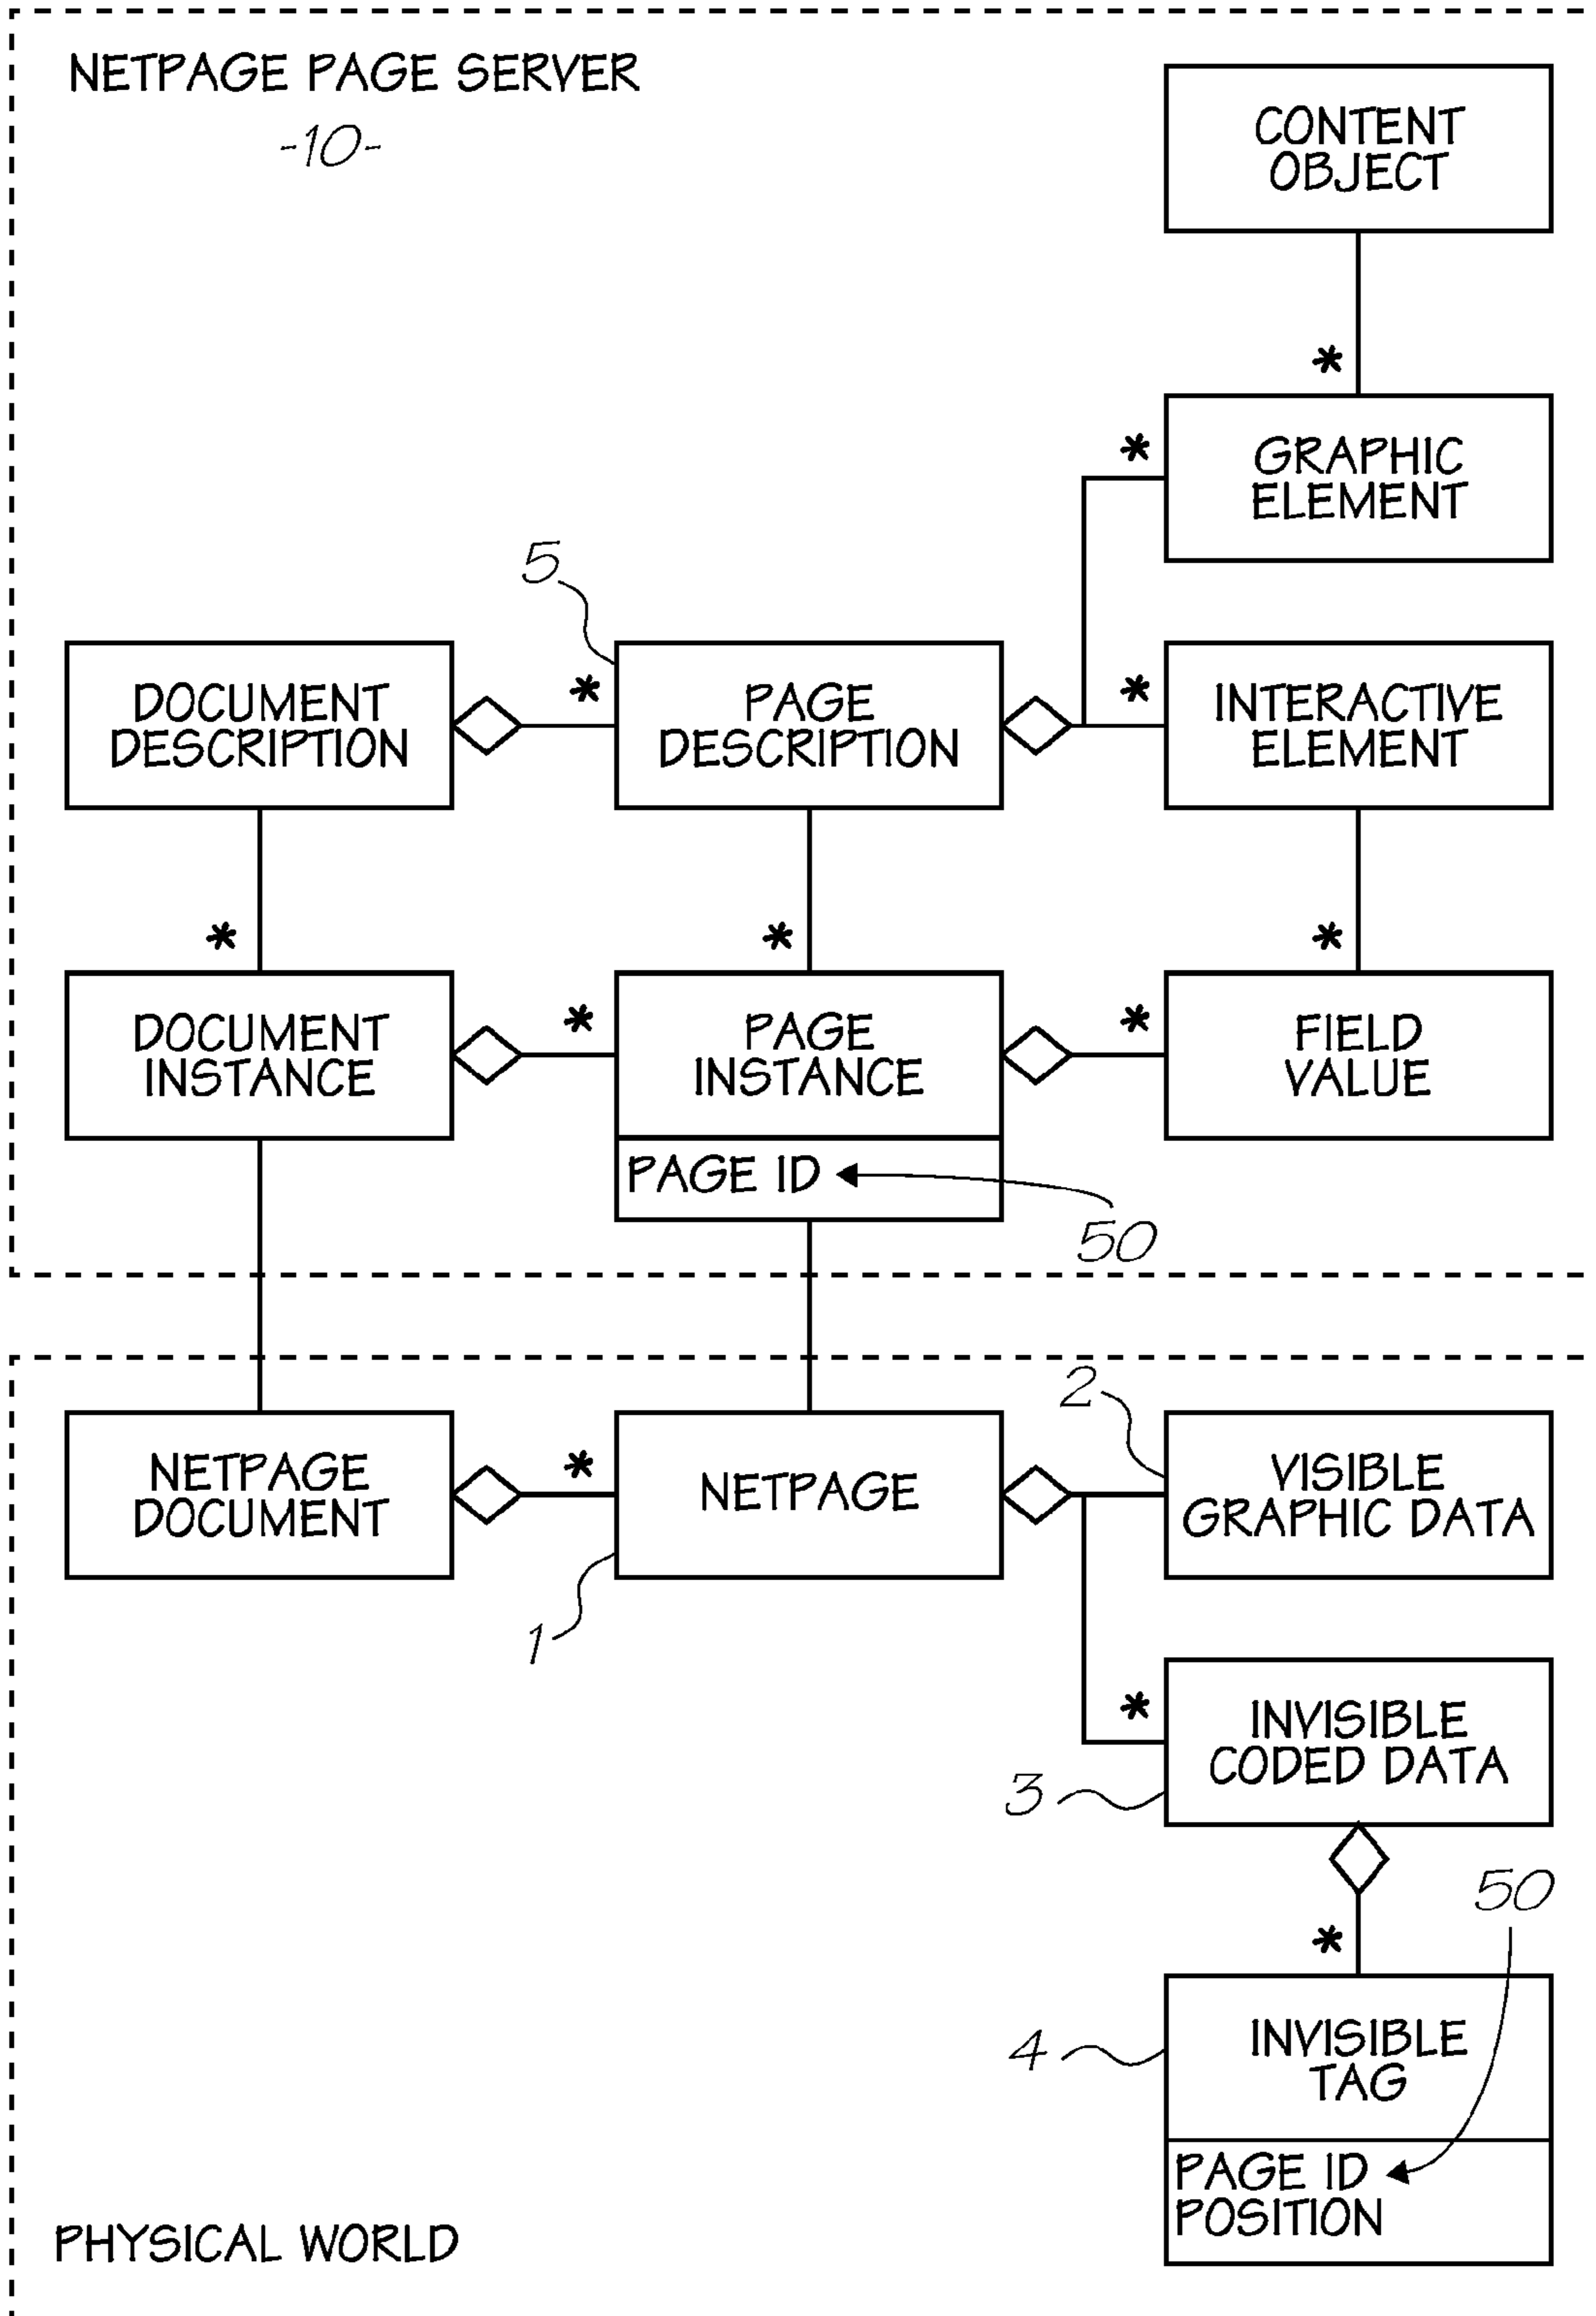 NETPAGE PAGE SERVER
-10-
CONTENT
OBJECT
*
*
GRAPHIC
ELEMENT
5
DOCUMENT
DESCRIPTION
*
PAGE
DESCRIPTION
*
INTERACTIVE
ELEMENT
*
*
*
DOCUMENT
INSTANCE
*
PAGE
INSTANCE
*
FIELD
VALUE
PAGE ID
50
2
NETPAGE
DOCUMENT
*
NETPAGE
VISIBLE
GRAPHIC DATA
1
*
INVISIBLE
CODED DATA
3
50
*
4
INVISIBLE
TAG
PAGE ID
POSITION
PHYSICAL WORLD